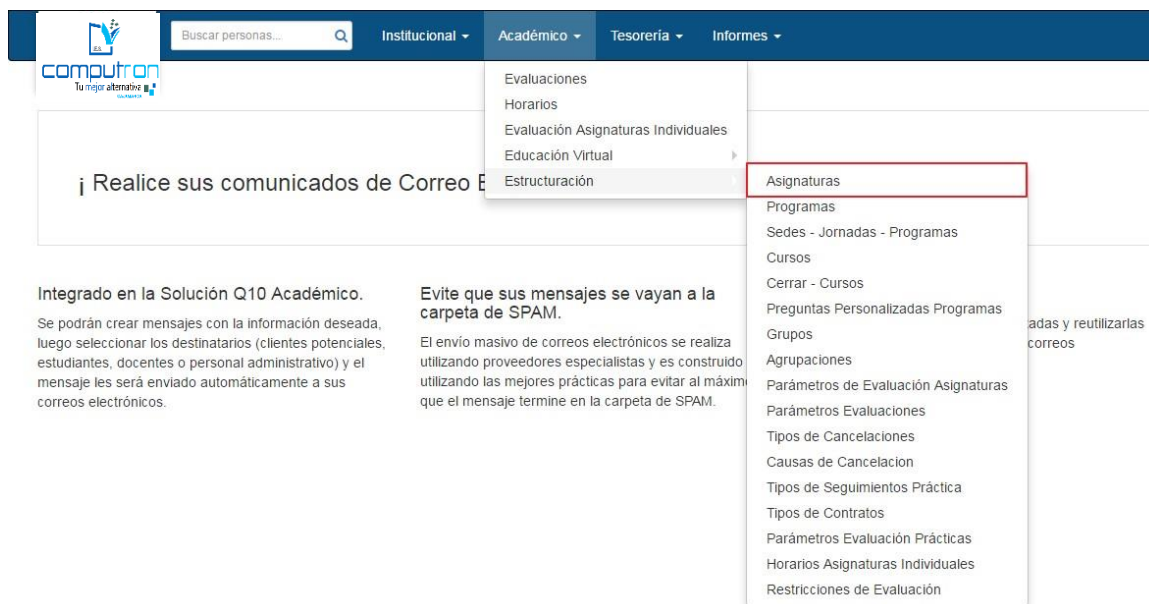 Buscar personas...
Institucional
Académico
Tesorería
Informes
computron
Tu mejor alternativa
Evaluaciones
Horarios
Evaluación Asignaturas Individuales
Educación Virtual
Estructuración
Asignaturas
Programas
Sedes - Jornadas - Programas
Cursos
Cerrar - Cursos
Preguntas Personalizadas Programas
Grupos
Agrupaciones
Parámetros de Evaluación Asignaturas
Parámetros Evaluaciones
Tipos de Cancelaciones
Causas de Cancelacion
Tipos de Seguimientos Práctica
Tipos de Contratos
Parámetros Evaluación Prácticas
Horarios Asignaturas Individuales
Restricciones de Evaluación
¡ Realice sus comunicados de Correo E
Integrado en la Solución Q10 Académico.
Se podrán crear mensajes con la información deseada,
luego seleccionar los destinatarios (clientes potenciales,
estudiantes, docentes o personal administrativo) y el
mensaje les será enviado automáticamente a sus
correos electrónicos.
Evite que sus mensajes se vayan a la
carpeta de SPAM.
El envío masivo de correos electrónicos se realiza
utilizando proveedores especialistas y es construido
utilizando las mejores prácticas para evitar al máximo
que el mensaje termine en la carpeta de SPAM.
adas y reutilizarlas
correos